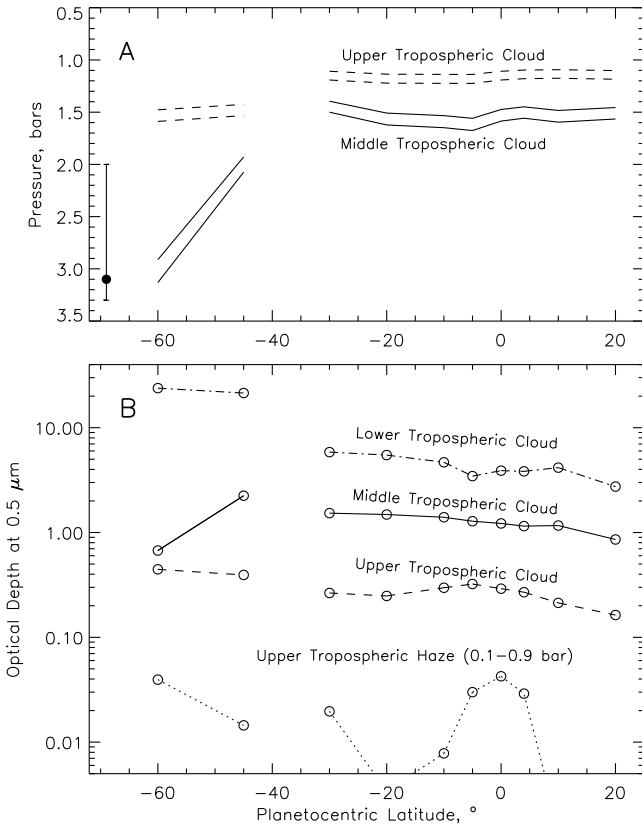 0.5
A
Upper Tropospheric Cloud
1.0
1.5
Middle Tropospheric Cloud
2.0
2.5
3.0
3.5
Pressure, bars
−60 −40 −20 0 20
B
10.00
Lower Tropospheric Cloud
Middle Tropospheric Cloud
1.00
Upper Tropospheric Cloud
0.10
Upper Tropospheric Haze (0.1−0.9 bar)
0.01
Optical Depth at 0.5 μm
−60 −40 −20 0 20
Planetocentric Latitude, °